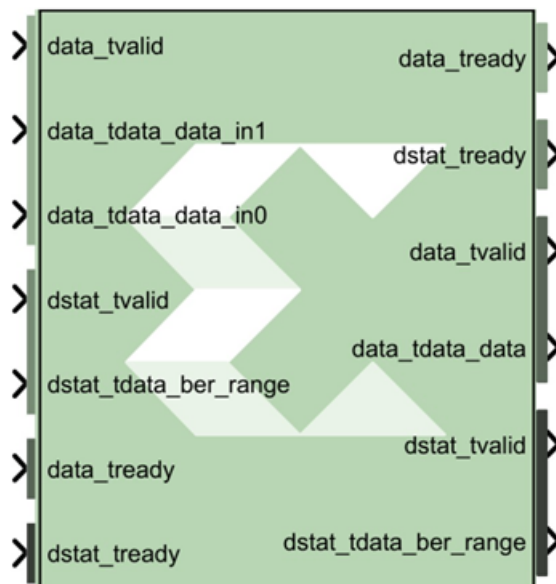 data_tvalid
data_tdata_data_in1
data_tdata_data_in0
dstat_tvalid
dstat_tdata_ber_range
data_tready
dstat_tready
data_tready
dstat_tready
data_tvalid
data_tdata_data
dstat_tvalid
dstat_tdata_ber_range